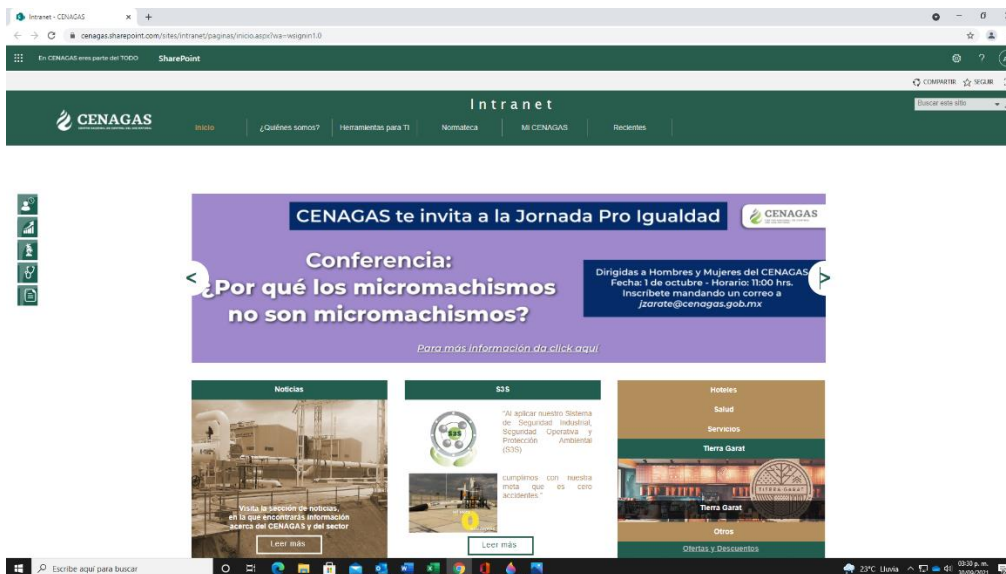 Intranet - CENAGAS
cenagas.sharepoint.com/sites/intranet/paginas/inicio.aspx?wa=wsignin1.0
En CENAGAS eres parte del TODO SharePoint
COMPARTIR SEGUIR
Intranet
Buscar este sitio
CENAGAS
Inicio ¿Quiénes somos? Herramientas para TI Normateca MI CENAGAS Recientes
CENAGAS te invita a la Jornada Pro Igualdad
CENAGAS
Conferencia:
¿Por qué los micromachismos
no son micromachismos?
Dirigidas a Hombres y Mujeres del CENAGAS
Fecha: 1 de octubre - Horario: 11:00 hrs.
Inscríbete mandando un correo a
jzarate@cenagas.gob.mx
Para más información da click aquí
Noticias
Visita la sección de noticias,
en la que encontrarás información
acerca del CENAGAS y del sector
Leer más
S3S
S3S
"Al aplicar nuestro Sistema
de Seguridad Industrial,
Seguridad Operativa y
Protección Ambiental
(S3S)
cumplimos con nuestra
meta que es cero
accidentes."
0
Leer más
Hoteles
Salud
Servicios
Tierra Garat
TIERRA GARAT
Tierra Garat
Otros
Ofertas y Descuentos
Escribe aquí para buscar
23°C Lluvia
03:30 p. m.
30/09/2021